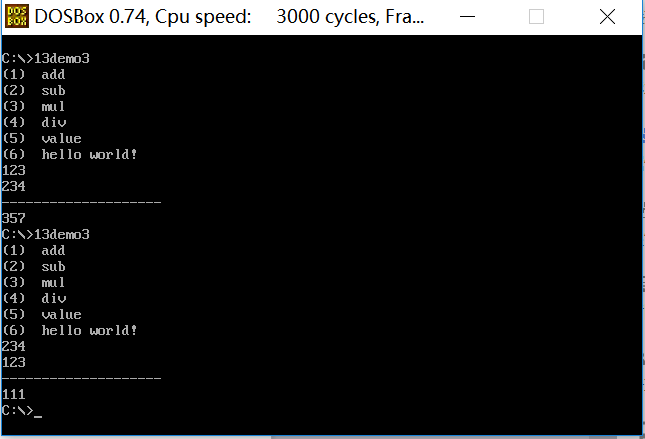 DOS BOX
DOSBox 0.74, Cpu speed: 3000 cycles, Fra...
C:\>13demo3
(1) add
(2) sub
(3) mul
(4) div
(5) value
(6) hello world!
123
234
--------------------
357
C:\>13demo3
(1) add
(2) sub
(3) mul
(4) div
(5) value
(6) hello world!
234
123
--------------------
111
C:\>_